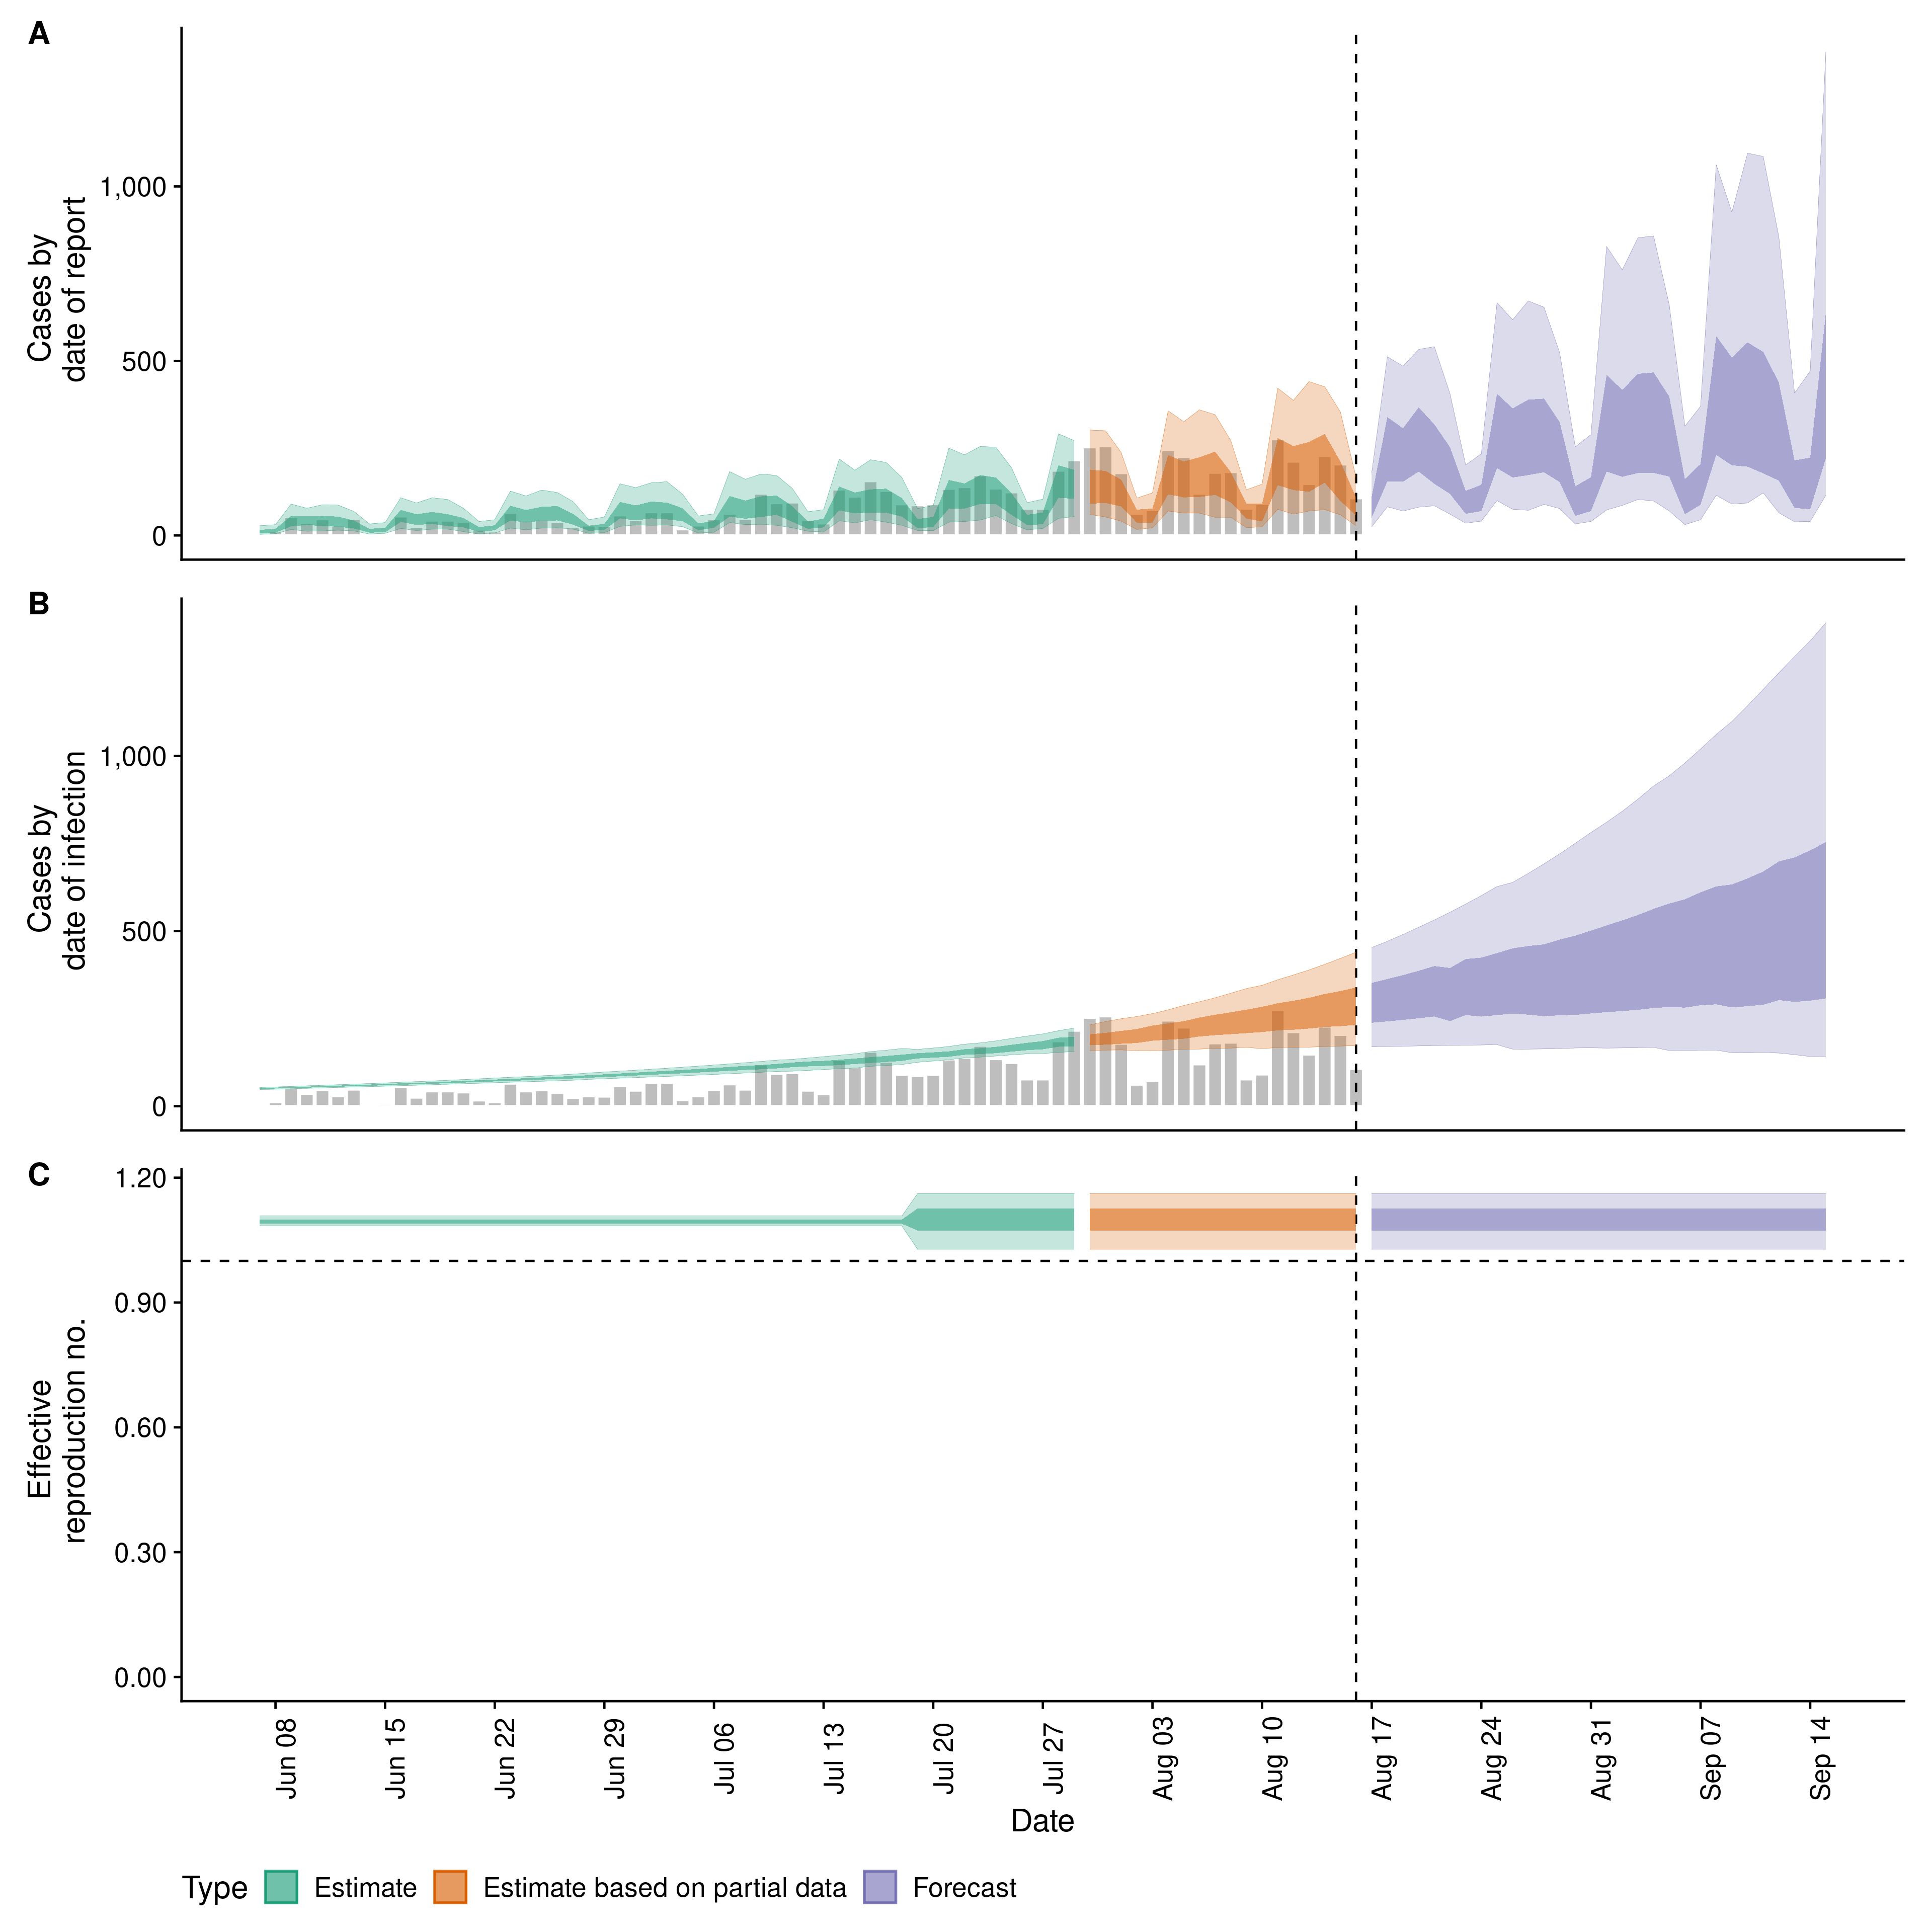 A
Cases by
date of report
1,000
500
0
B
Cases by
date of infection
1,000
500
0
C
Effective
reproduction no.
1.20
0.90
0.60
0.30
0.00
Jun 08
Jun 15
Jun 22
Jun 29
Jul 06
Jul 13
Jul 20
Jul 27
Aug 03
Aug 10
Aug 17
Aug 24
Aug 31
Sep 07
Sep 14
Date
Type Estimate Estimate based on partial data Forecast